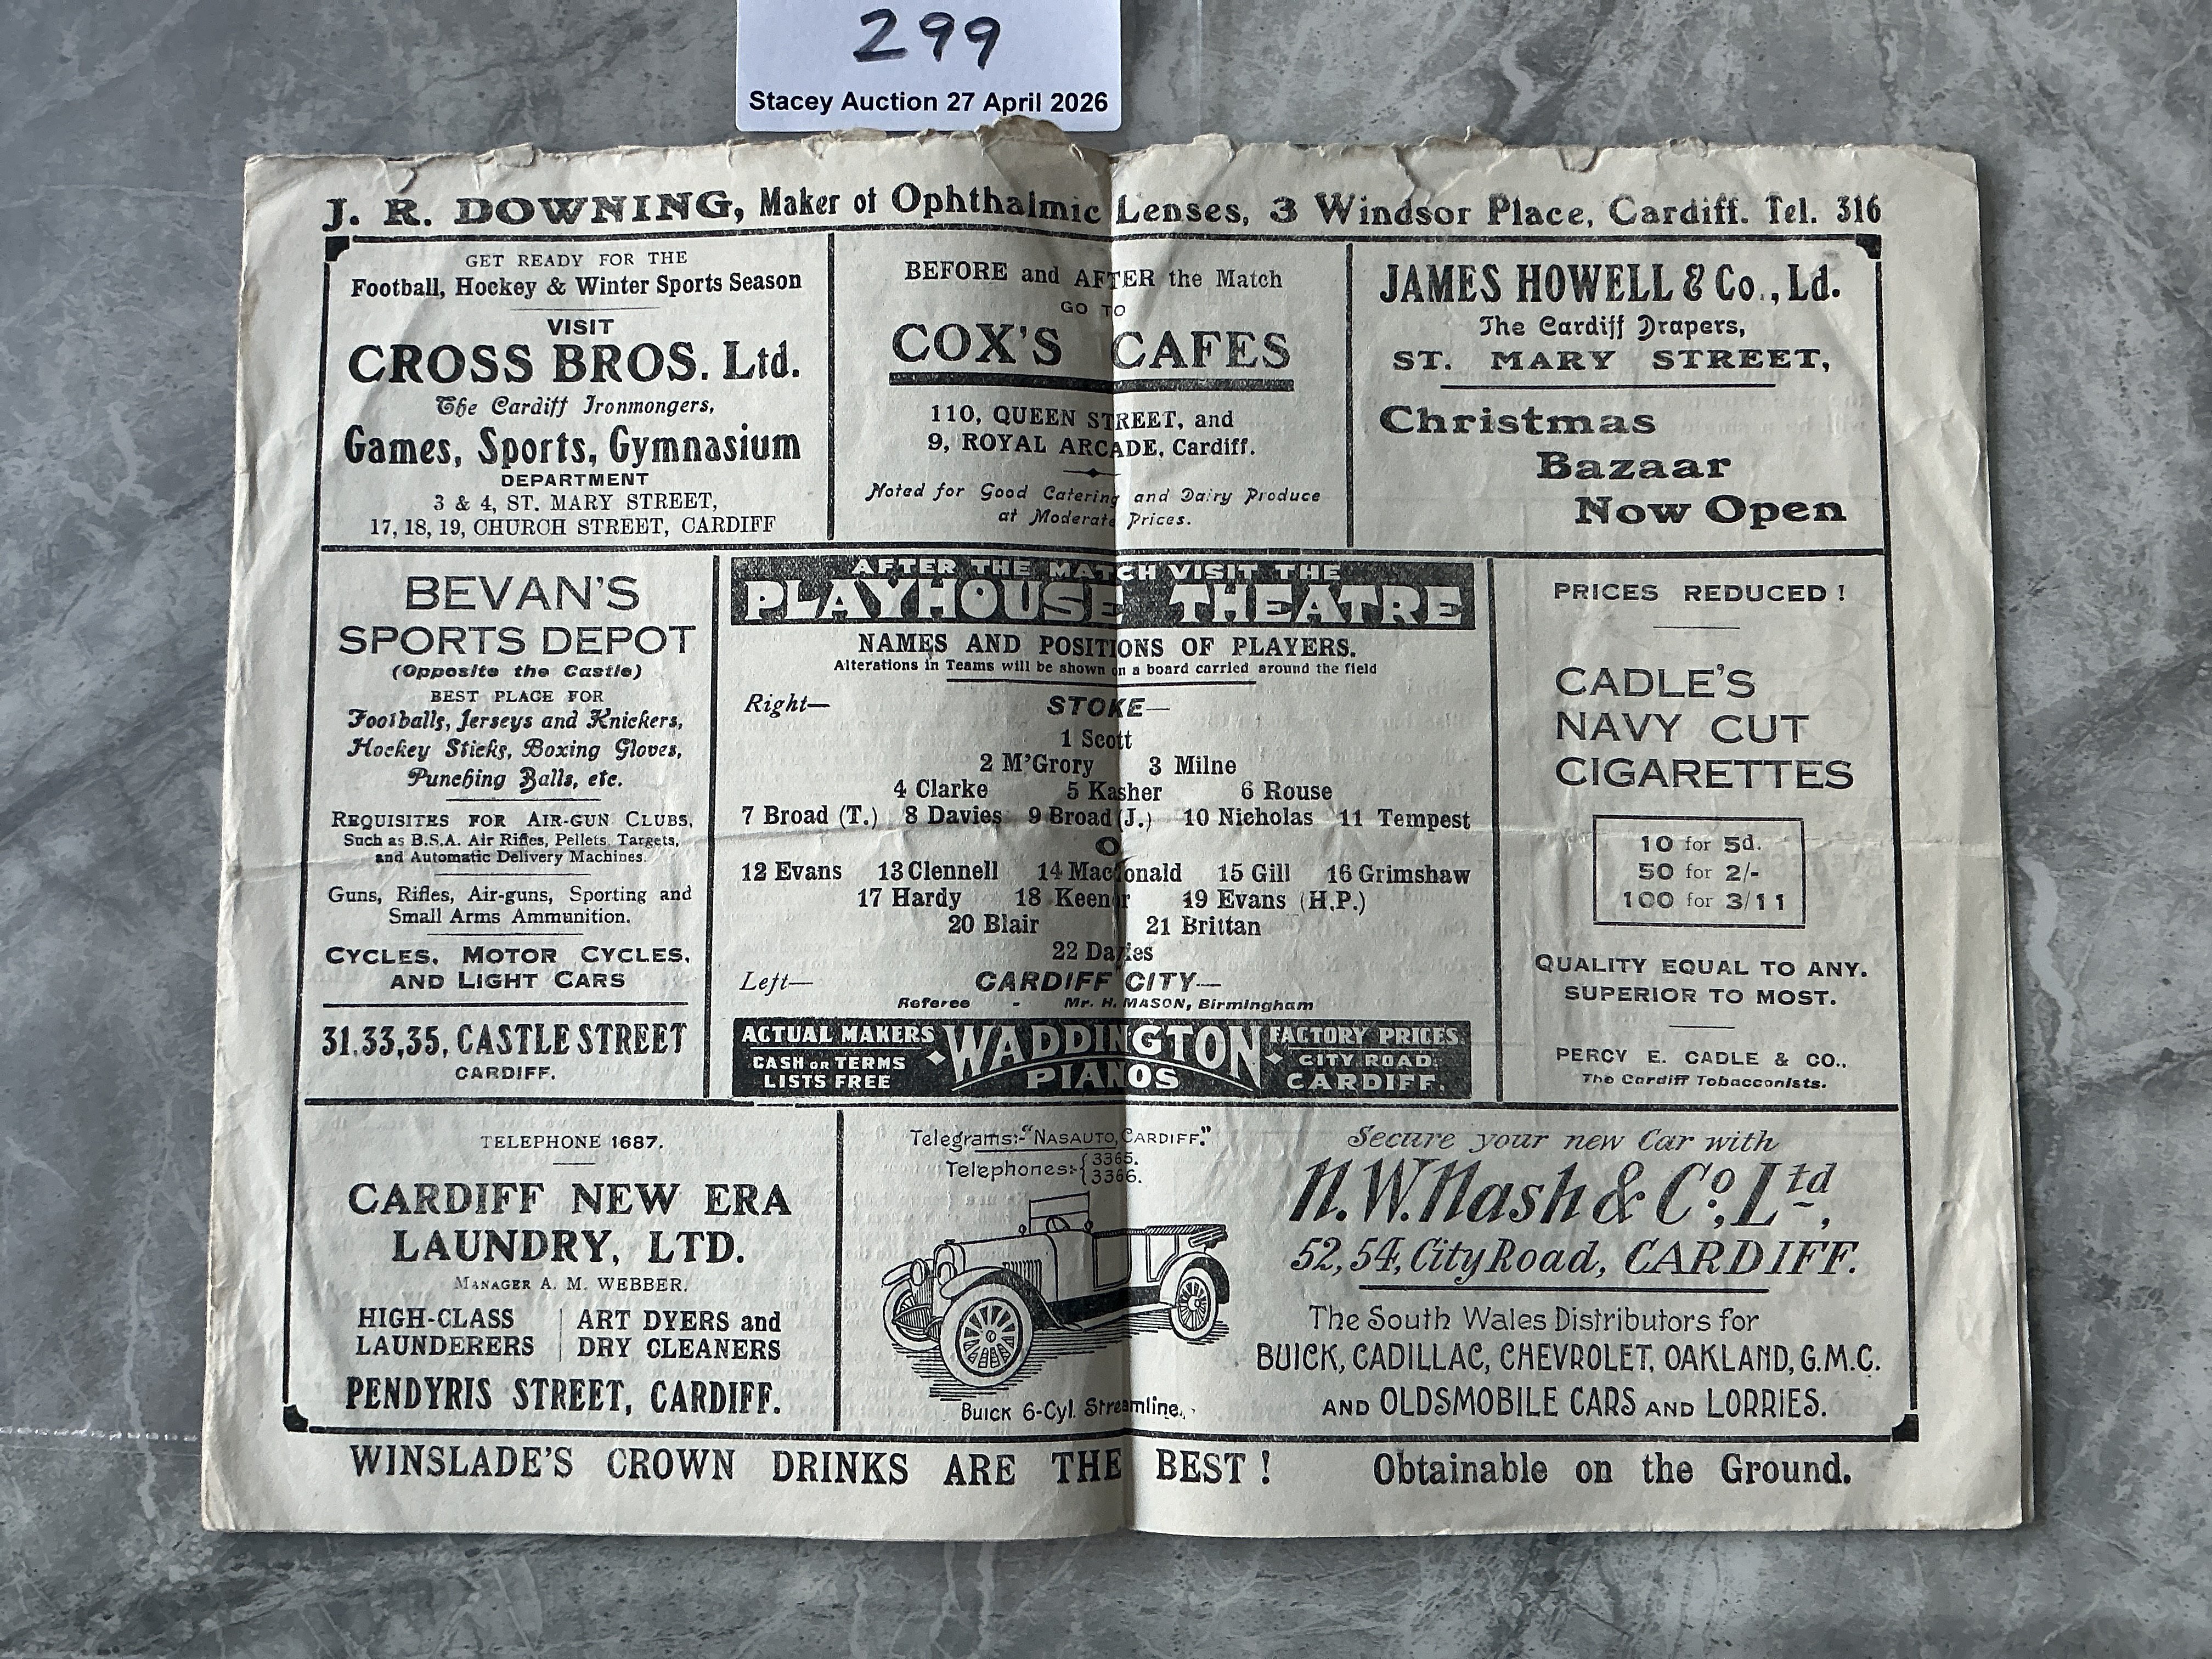 299
Stacey Auction 27 April 2026
J. R. DOWNING, Maker of Ophthalmic Lenses, 3 Windsor Place, Cardiff. Tel. 316
GET READY FOR THE
Football, Hockey & Winter Sports Season
VISIT
CROSS BROS. Ltd.
The Cardiff Ironmongers,
Games, Sports, Gymnasium
DEPARTMENT
3 & 4, ST. MARY STREET,
17, 18, 19, CHURCH STREET, CARDIFF
BEFORE and AFTER the Match
GO TO
COX'S CAFES
110, QUEEN STREET, and
9, ROYAL ARCADE, Cardiff.
Noted for Good Catering and Dairy Produce
at Moderate Prices.
JAMES HOWELL & Co., Ld.
The Cardiff Drapers,
ST. MARY STREET,
Christmas
Bazaar
Now Open
BEVAN'S
SPORTS DEPOT
(Opposite the Castle)
BEST PLACE FOR
Footballs, Jerseys and Knickers,
Hockey Sticks, Boxing Gloves,
Punching Balls, etc.
REQUISITES FOR AIR-GUN CLUBS,
Such as B.S.A. Air Rifles, Pellets, Targets,
and Automatic Delivery Machines.
Guns, Rifles, Air-guns, Sporting and
Small Arms Ammunition.
CYCLES, MOTOR CYCLES,
AND LIGHT CARS
31, 33, 35, CASTLE STREET
CARDIFF.
AFTER THE MATCH VISIT THE
PLAYHOUSE THEATRE
NAMES AND POSITIONS OF PLAYERS.
Alterations in Teams will be shown on a board carried around the field
Right— STOKE—
1 Scott
2 M'Grory 3 Milne
4 Clarke 5 Kasher 6 Rouse
7 Broad (T.) 8 Davies 9 Broad (J.) 10 Nicholas 11 Tempest
O
12 Evans 13 Clennell 14 MacDonald 15 Gill 16 Grimshaw
17 Hardy 18 Keenor 19 Evans (H.P.)
20 Blair 21 Brittan
22 Davies
Left— CARDIFF CITY—
Referee - Mr. H. MASON, Birmingham
ACTUAL MAKERS WADDINGTON FACTORY PRICES.
CASH OR TERMS PIANOS CITY ROAD
LISTS FREE CARDIFF.
PRICES REDUCED !
CADLE'S
NAVY CUT
CIGARETTES
10 for 5d.
50 for 2/-
100 for 3/11
QUALITY EQUAL TO ANY.
SUPERIOR TO MOST.
PERCY E. CADLE & CO.,
The Cardiff Tobacconists.
TELEPHONE 1687.
CARDIFF NEW ERA
LAUNDRY, LTD.
MANAGER A. M. WEBBER.
HIGH-CLASS ART DYERS and
LAUNDERERS DRY CLEANERS
PENDYRIS STREET, CARDIFF.
Telegrams:-"NASAUTO, CARDIFF."
Telephones:-{3365.
3366.
Buick 6-Cyl. Streamline.
Secure your new Car with
N.W. Nash & Co., Ltd,
52, 54, City Road, CARDIFF.
The South Wales Distributors for
BUICK, CADILLAC, CHEVROLET, OAKLAND, G.M.C.
AND OLDSMOBILE CARS AND LORRIES.
WINSLADE'S CROWN DRINKS ARE THE BEST ! Obtainable on the Ground.